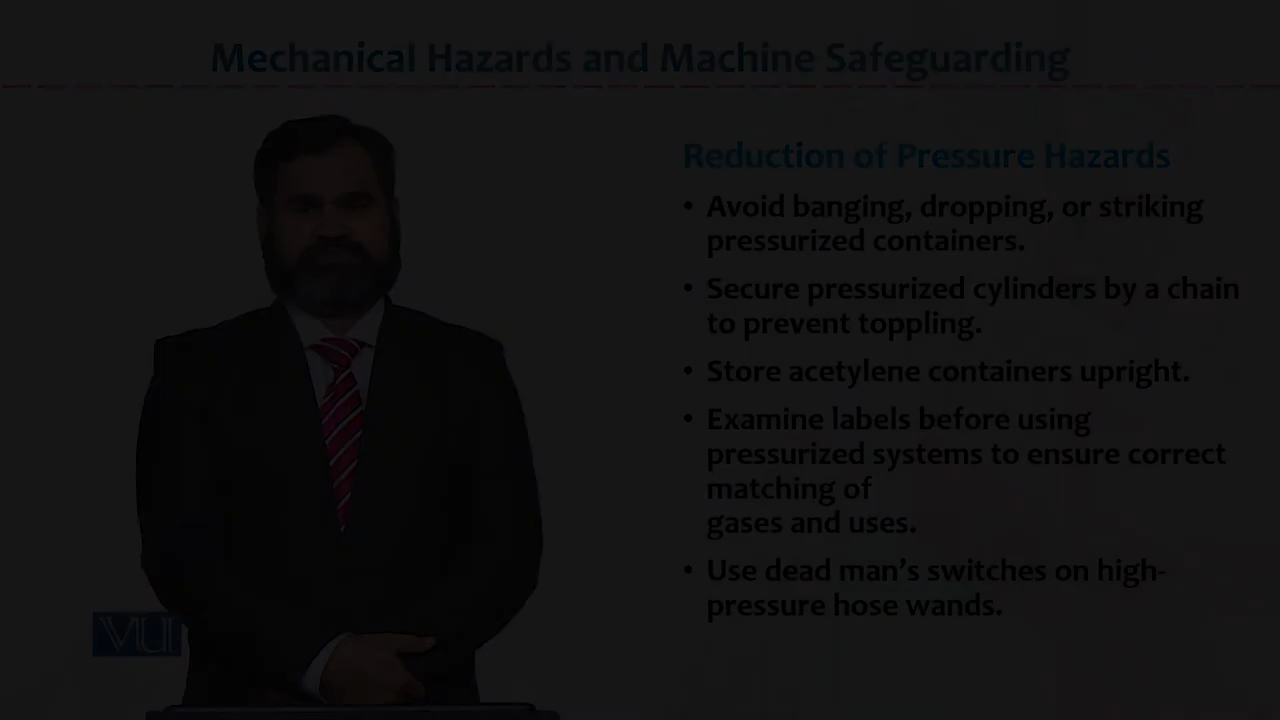 Mechanical Hazards and Machine Safeguarding
Reduction of Pressure Hazards
• Avoid banging, dropping, or striking
pressurized containers.
• Secure pressurized cylinders by a chain
to prevent toppling.
• Store acetylene containers upright.
• Examine labels before using
pressurized systems to ensure correct
matching of
gases and uses.
• Use dead man’s switches on high-
pressure hose wands.
VU